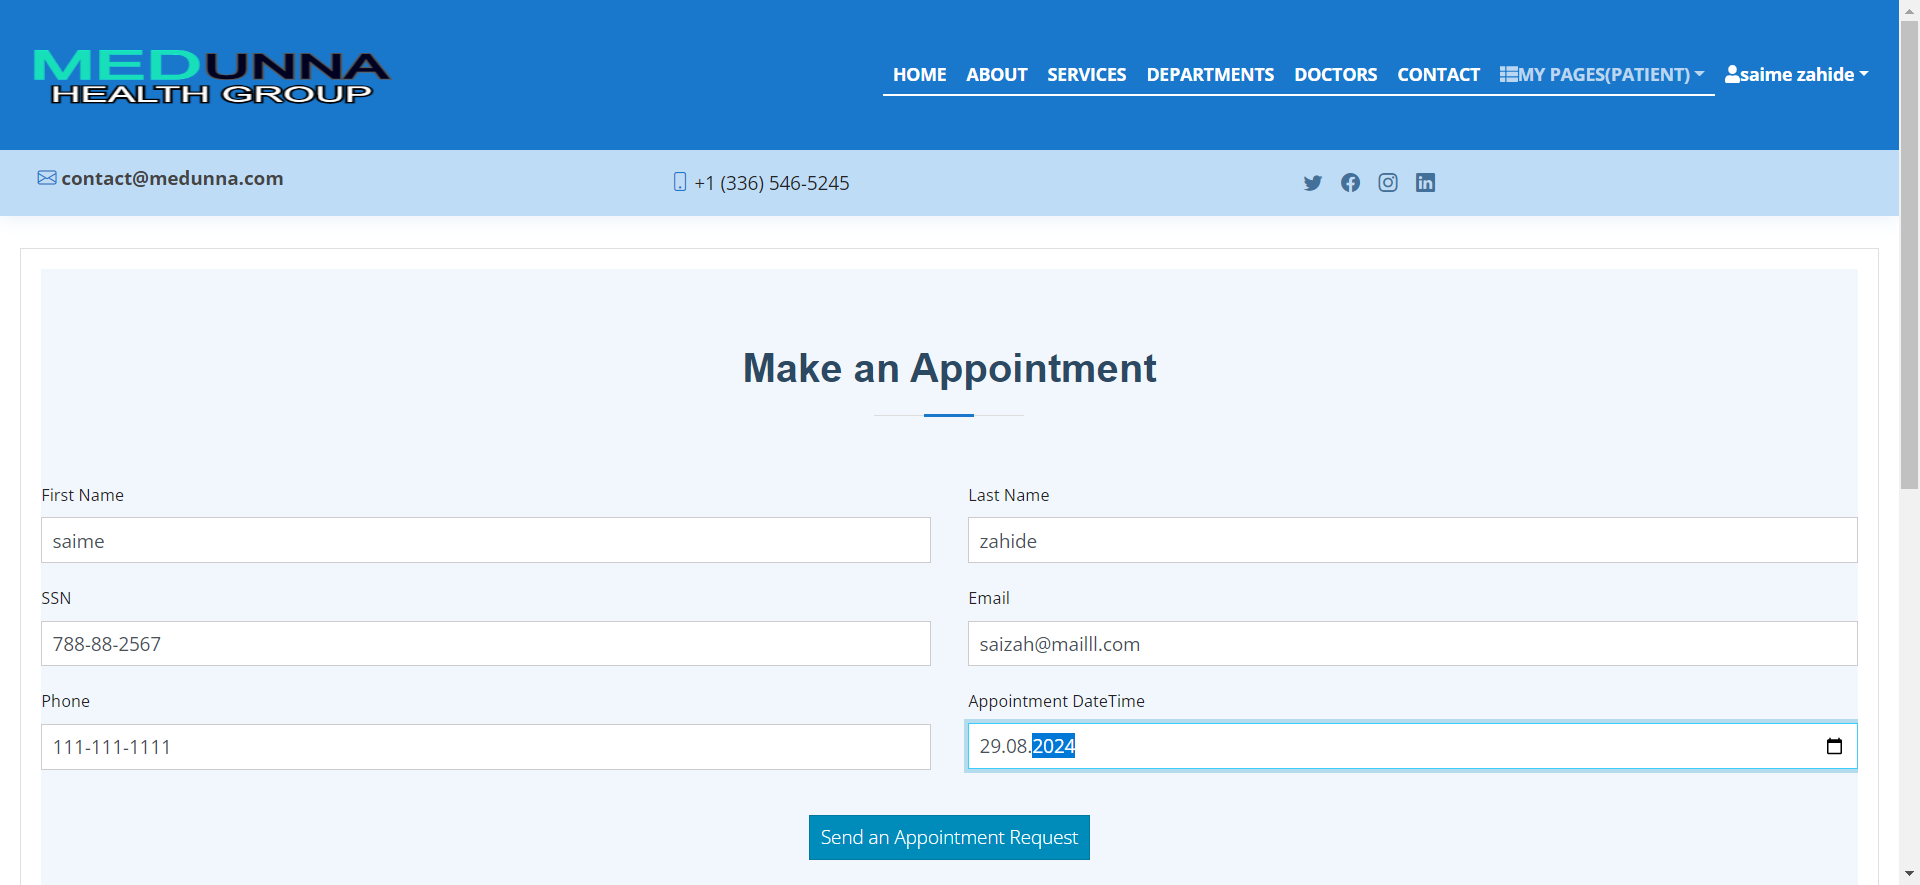 MEDUNNA
HEALTH GROUP
HOME ABOUT SERVICES DEPARTMENTS DOCTORS CONTACT MY PAGES(PATIENT) saime zahide
contact@medunna.com +1 (336) 546-5245
Make an Appointment
First Name Last Name
saime zahide
SSN Email
788-88-2567 saizah@mailll.com
Phone Appointment DateTime
111-111-1111 29.08.2024
Send an Appointment Request